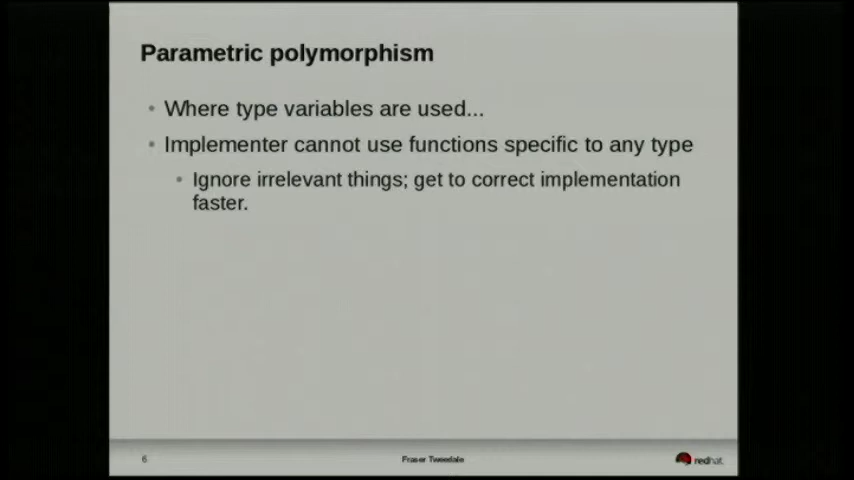 Parametric polymorphism
• Where type variables are used...
• Implementer cannot use functions specific to any type
• Ignore irrelevant things; get to correct implementation
faster.
6
Fraser Tweedale
redhat.